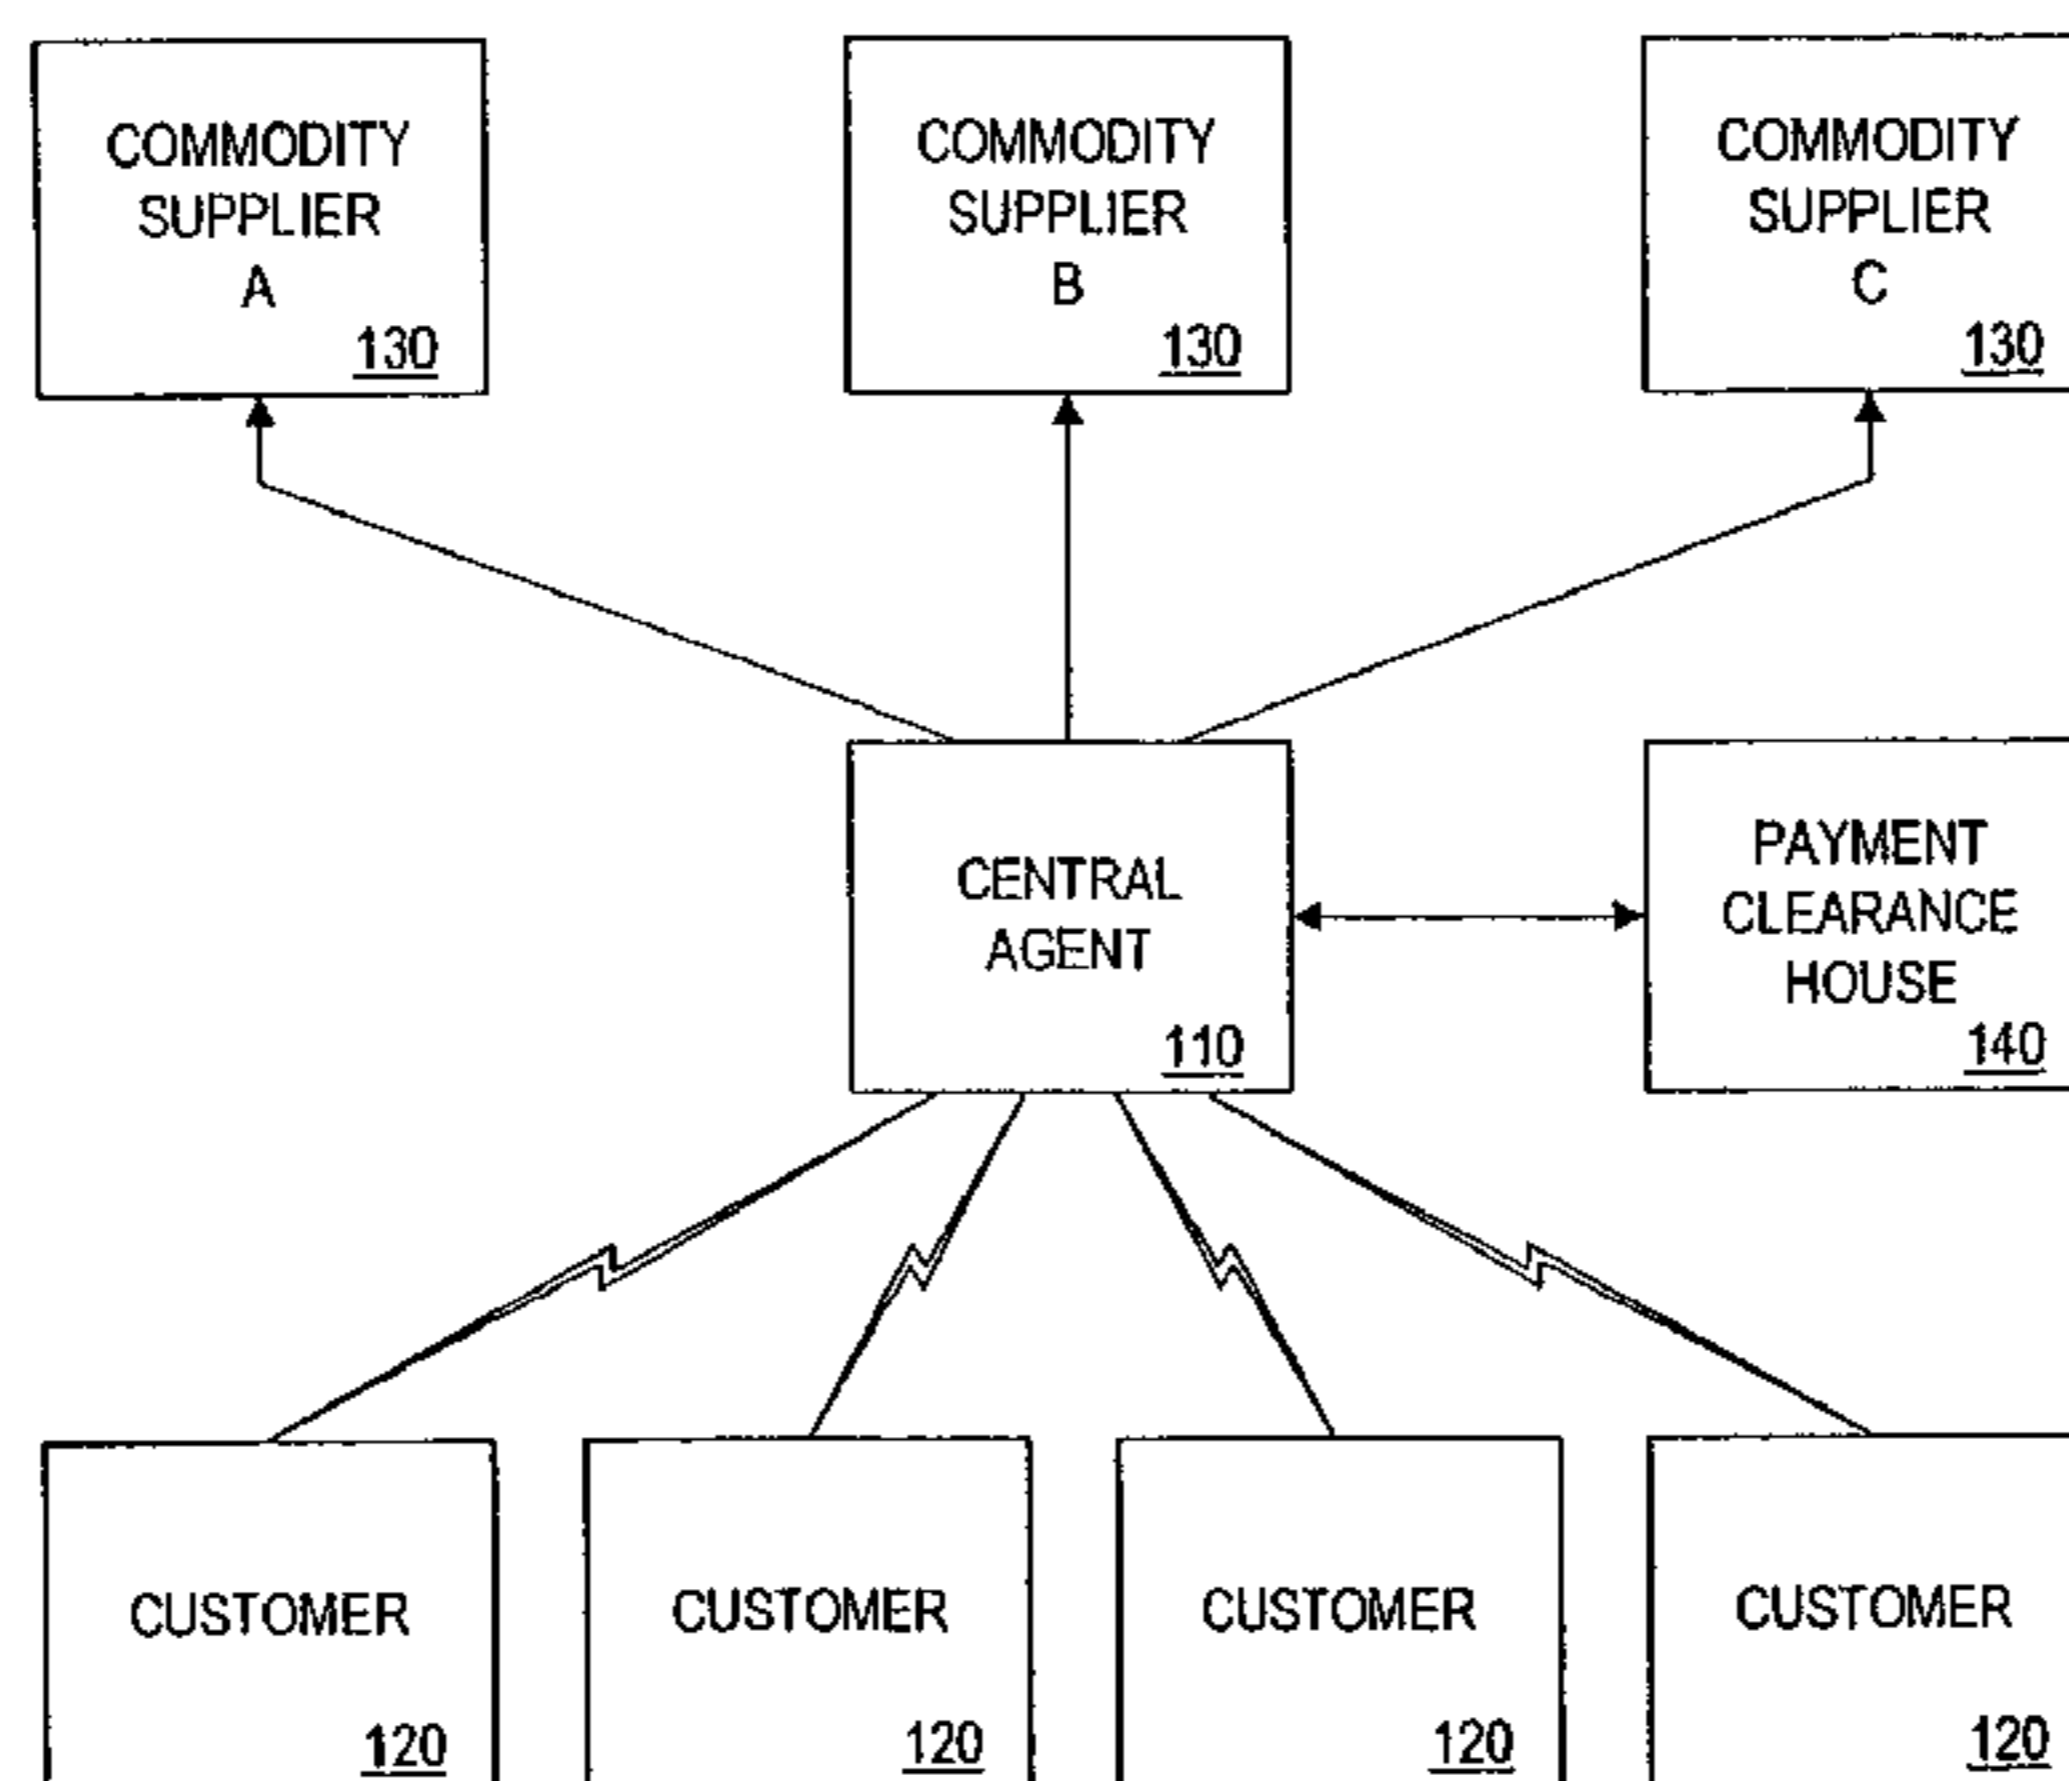 COMMODITY
SUPPLIER
A
130
COMMODITY
SUPPLIER
B
130
COMMODITY
SUPPLIER
C
130
CENTRAL
AGENT
110
PAYMENT
CLEARANCE
HOUSE
140
CUSTOMER
120
CUSTOMER
120
CUSTOMER
120
CUSTOMER
120